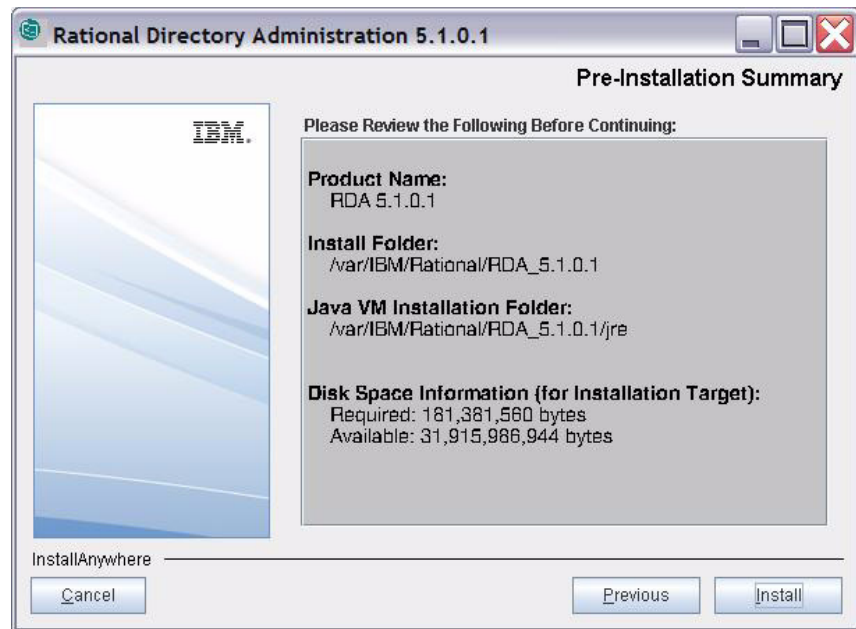 Rational Directory Administration 5.1.0.1
Pre-Installation Summary
IBM.
Please Review the Following Before Continuing:
Product Name:
RDA 5.1.0.1
Install Folder:
/var/IBM/Rational/RDA_5.1.0.1
Java VM Installation Folder:
/var/IBM/Rational/RDA_5.1.0.1/jre
Disk Space Information (for Installation Target):
Required: 181,381,560 bytes
Available: 31,915,986,944 bytes
InstallAnywhere
Cancel
Previous
Install